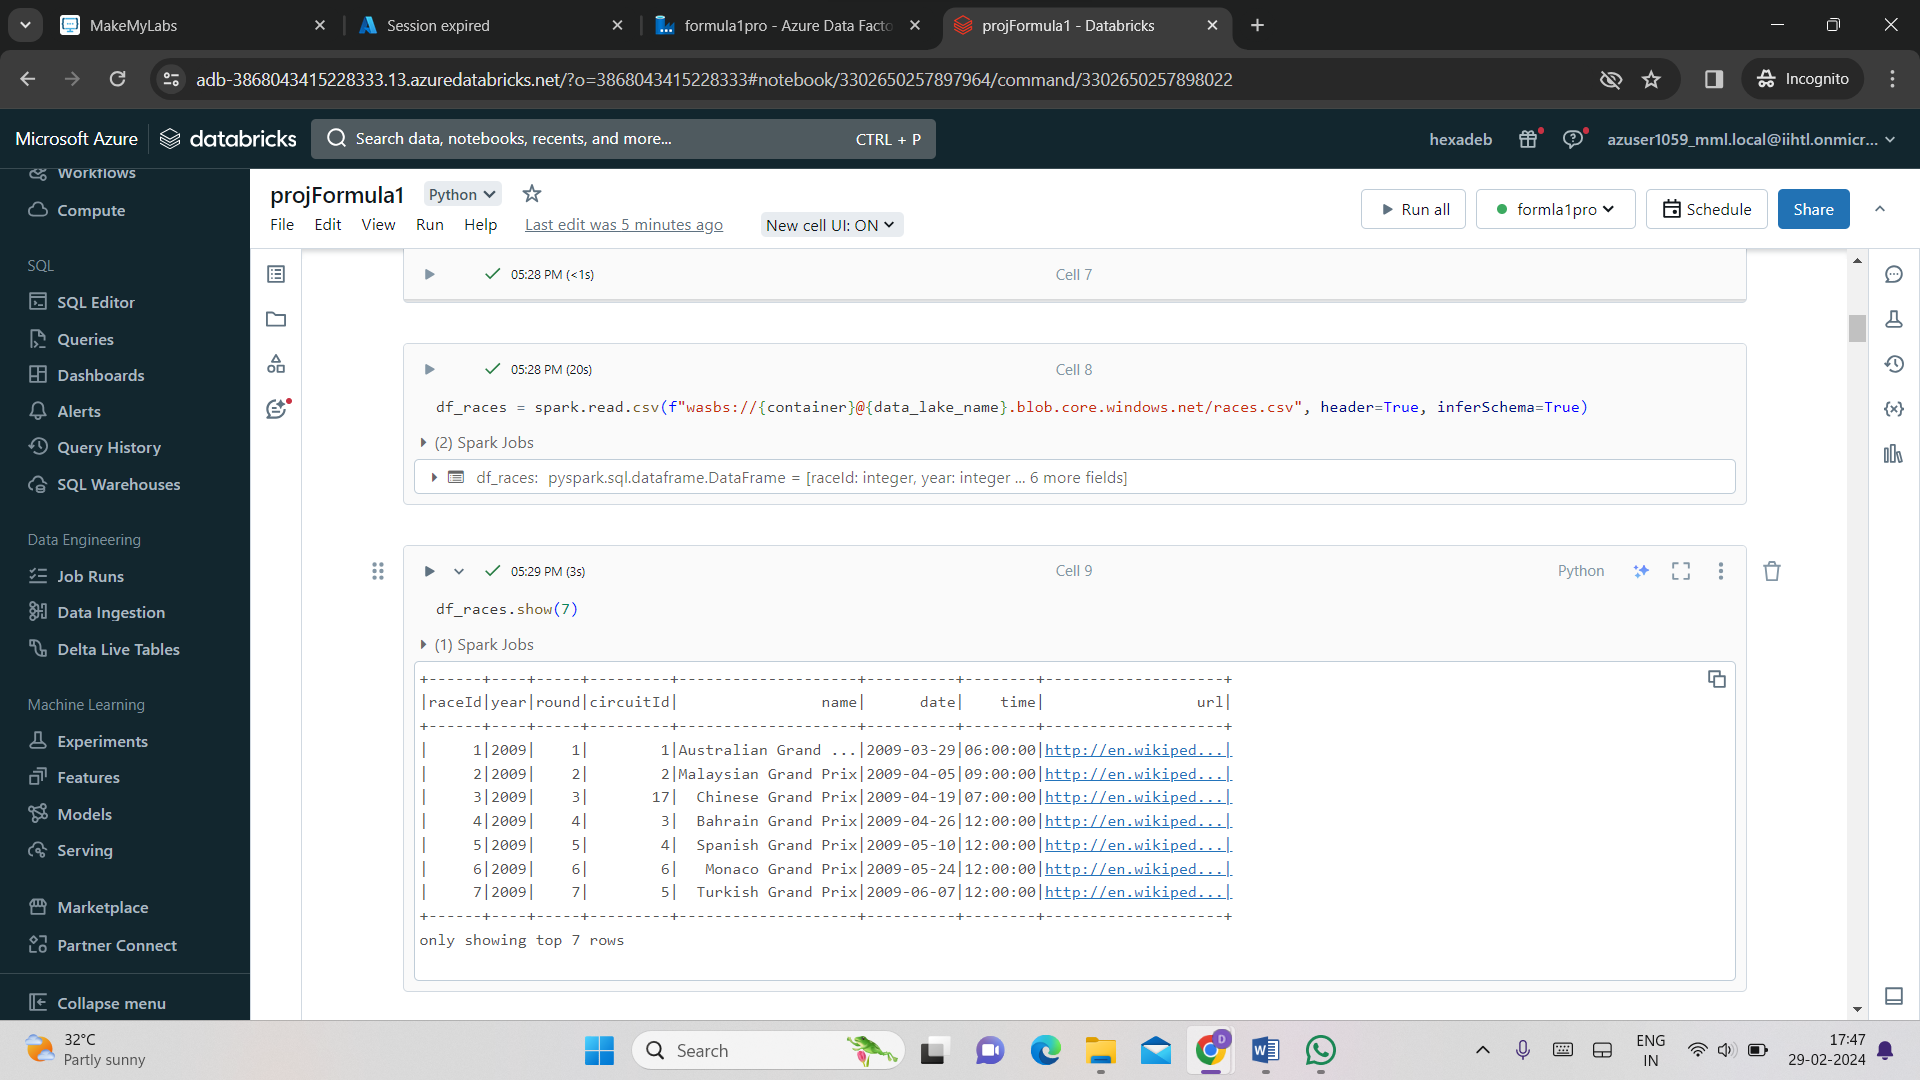 MakeMyLabs
Session expired
formula1pro - Azure Data Facto
projFormula1 - Databricks
adb-3868043415228333.13.azuredatabricks.net/?o=3868043415228333#notebook/3302650257897964/command/3302650257898022
Incognito
Microsoft Azure
databricks
Search data, notebooks, recents, and more...
CTRL + P
hexadeb
azuser1059_mml.local@iihtl.onmicr...
Workflows
Compute
SQL
SQL Editor
Queries
Dashboards
Alerts
Query History
SQL Warehouses
Data Engineering
Job Runs
Data Ingestion
Delta Live Tables
Machine Learning
Experiments
Features
Models
Serving
Marketplace
Partner Connect
Collapse menu
projFormula1
Python
File Edit View Run Help
Last edit was 5 minutes ago
New cell UI: ON
Run all
formla1pro
Schedule
Share
05:28 PM (<1s)
Cell 7
05:28 PM (20s)
Cell 8
df_races = spark.read.csv(f"wasbs://{container}@{data_lake_name}.blob.core.windows.net/races.csv", header=True, inferSchema=True)
(2) Spark Jobs
df_races: pyspark.sql.dataframe.DataFrame = [raceId: integer, year: integer ... 6 more fields]
05:29 PM (3s)
Cell 9
Python
df_races.show(7)
(1) Spark Jobs
+------+----+-----+---------+--------------------+----------+--------+--------------------+
|raceId|year|round|circuitId|                name|      date|    time|                 url|
+------+----+-----+---------+--------------------+----------+--------+--------------------+
|     1|2009|    1|        1|Australian Grand ...|2009-03-29|06:00:00|http://en.wikiped...|
|     2|2009|    2|        2|Malaysian Grand Prix|2009-04-05|09:00:00|http://en.wikiped...|
|     3|2009|    3|       17|  Chinese Grand Prix|2009-04-19|07:00:00|http://en.wikiped...|
|     4|2009|    4|        3|  Bahrain Grand Prix|2009-04-26|12:00:00|http://en.wikiped...|
|     5|2009|    5|        4|  Spanish Grand Prix|2009-05-10|12:00:00|http://en.wikiped...|
|     6|2009|    6|        6|   Monaco Grand Prix|2009-05-24|12:00:00|http://en.wikiped...|
|     7|2009|    7|        5|  Turkish Grand Prix|2009-06-07|12:00:00|http://en.wikiped...|
+------+----+-----+---------+--------------------+----------+--------+--------------------+
only showing top 7 rows
32°C
Partly sunny
Search
D
ENG
IN
17:47
29-02-2024